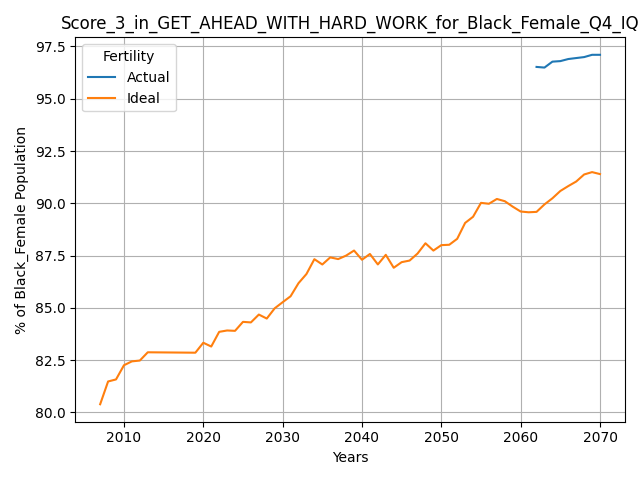 Score_3_in_GET_AHEAD_WITH_HARD_WORK_for_Black_Female_Q4_IQ
Fertility
Actual
Ideal
97.5
95.0
92.5
90.0
87.5
85.0
82.5
80.0
% of Black_Female Population
2010 2020 2030 2040 2050 2060 2070
Years